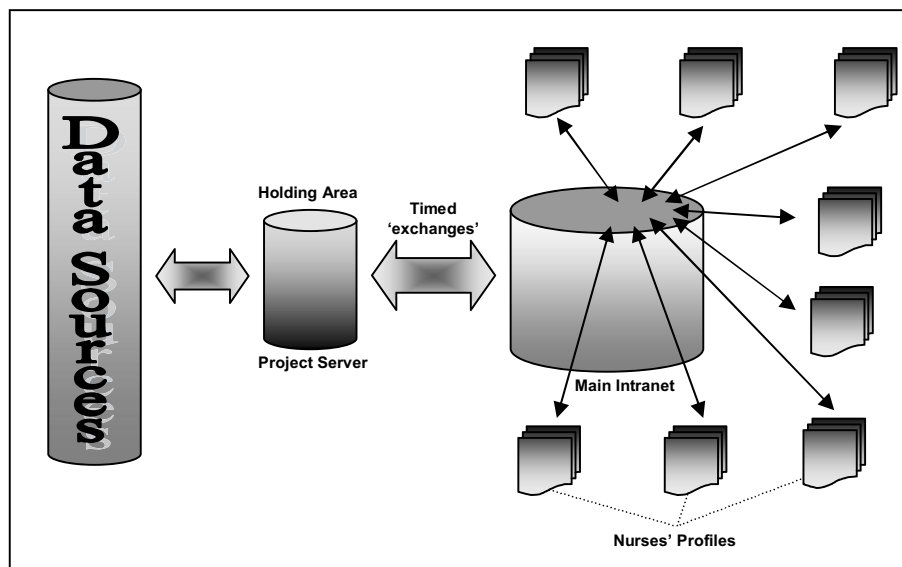 Data Sources
Holding Area
Project Server
Timed
‘exchanges’
Main Intranet
Nurses’ Profiles